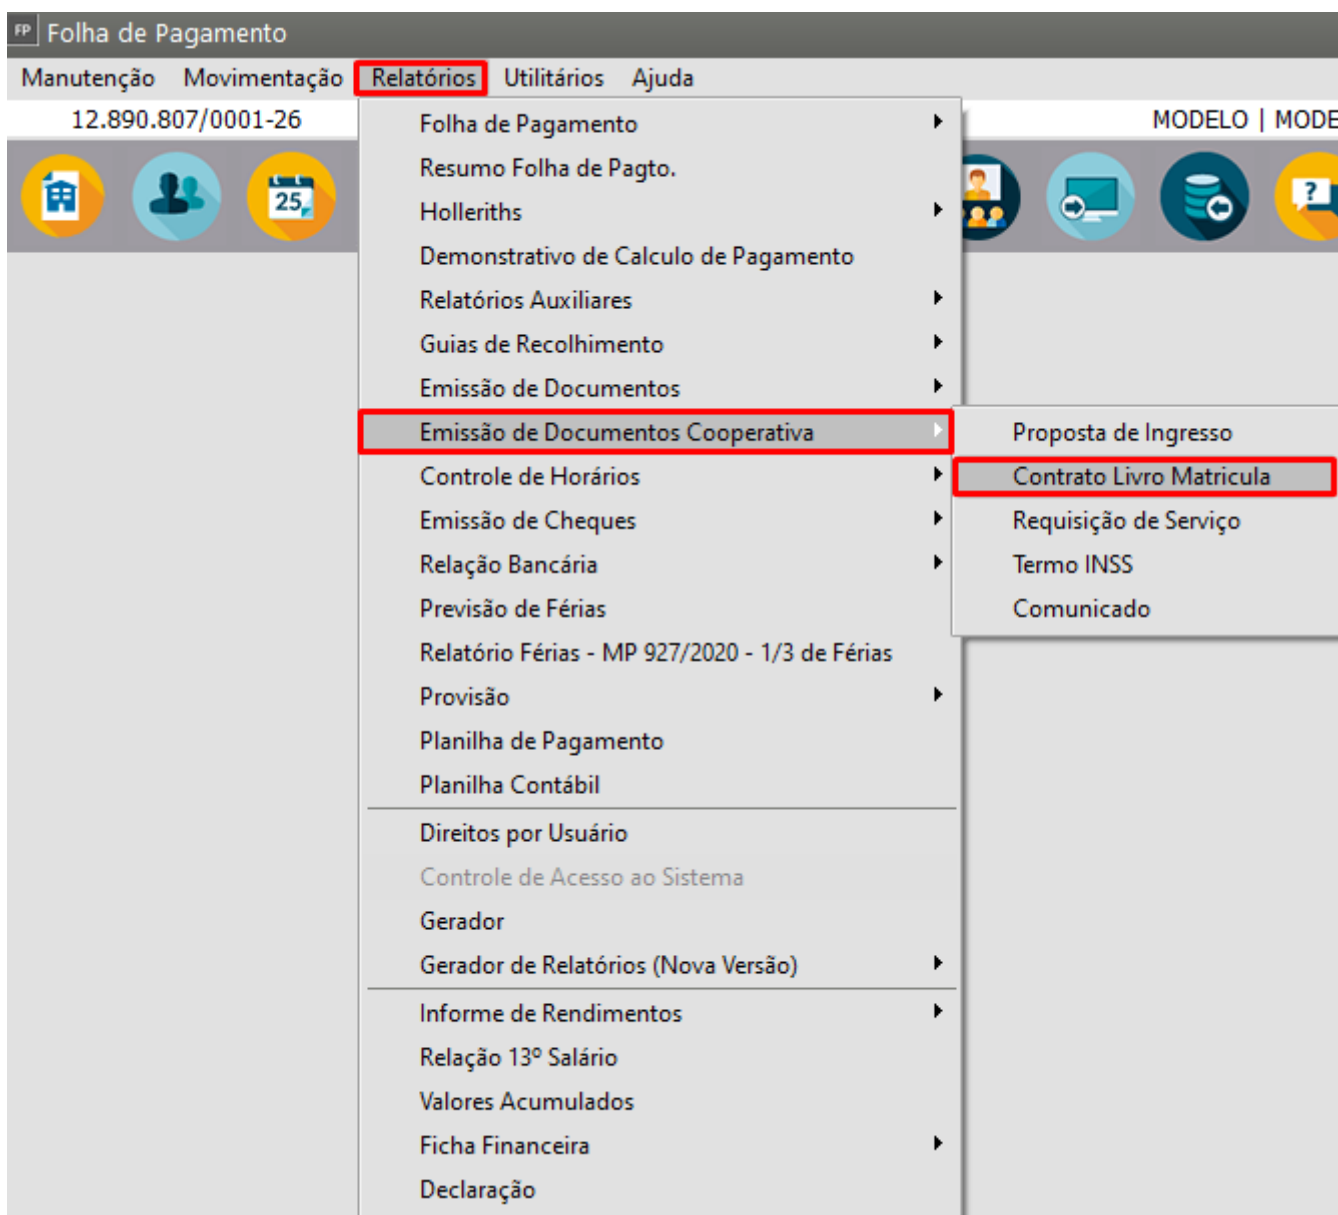 FP Folha de Pagamento
Manutenção Movimentação Relatórios Utilitários Ajuda
12.890.807/0001-26 MODELO | MODE
25
?
Folha de Pagamento
Resumo Folha de Pagto.
Holleriths
Demonstrativo de Calculo de Pagamento
Relatórios Auxiliares
Guias de Recolhimento
Emissão de Documentos
Emissão de Documentos Cooperativa
Controle de Horários
Emissão de Cheques
Relação Bancária
Previsão de Férias
Relatório Férias - MP 927/2020 - 1/3 de Férias
Provisão
Planilha de Pagamento
Planilha Contábil
Direitos por Usuário
Controle de Acesso ao Sistema
Gerador
Gerador de Relatórios (Nova Versão)
Informe de Rendimentos
Relação 13º Salário
Valores Acumulados
Ficha Financeira
Declaração
Proposta de Ingresso
Contrato Livro Matricula
Requisição de Serviço
Termo INSS
Comunicado